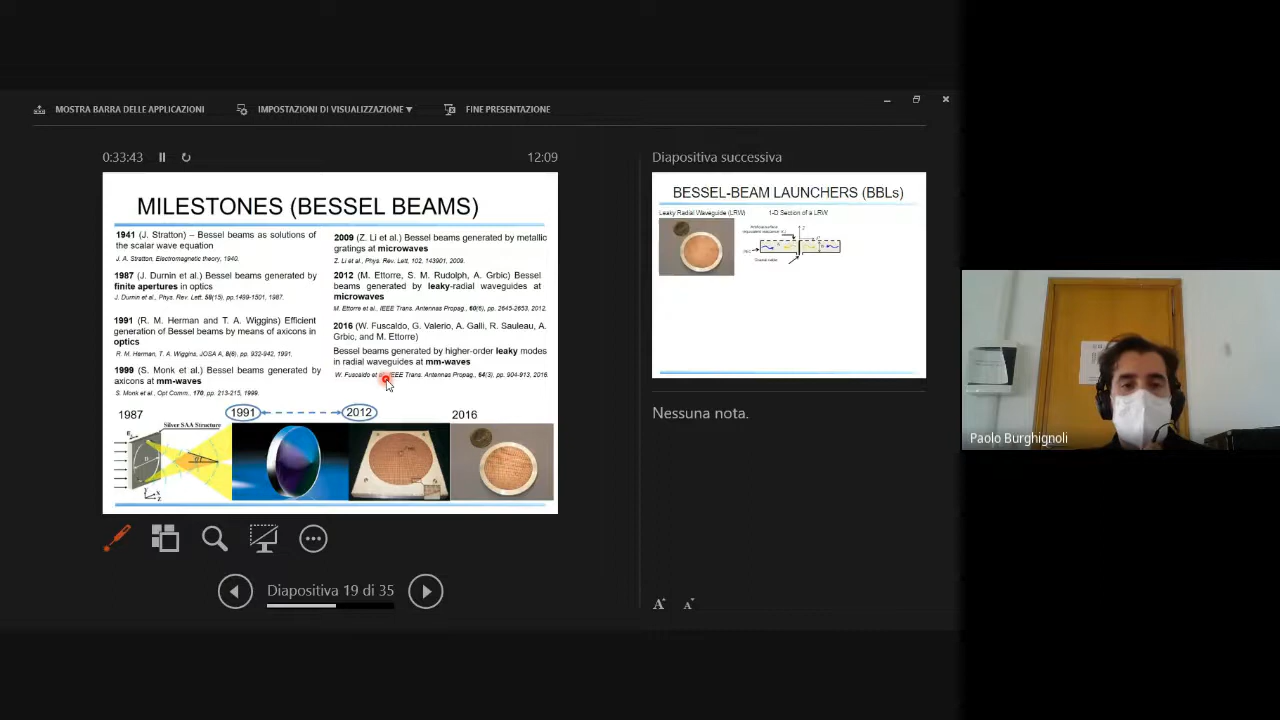 MOSTRA BARRA DELLE APPLICAZIONI
IMPOSTAZIONI DI VISUALIZZAZIONE ▼
FINE PRESENTAZIONE
0:33:43
12:09
MILESTONES (BESSEL BEAMS)
1941 (J. Stratton) – Bessel beams as solutions of
the scalar wave equation
J. A. Stratton. Electromagnetic theory, 1940.
1987 (J. Durnin et al.) Bessel beams generated by
finite apertures in optics
J. Durnin et al., Phys. Rev. Lett. 58(15), pp.1499-1501, 1987.
1991 (R. M. Herman and T. A. Wiggins) Efficient
generation of Bessel beams by means of axicons in
optics
R. M. Herman, T. A. Wiggins, JOSA A, 8(6), pp. 932-942, 1991.
1999 (S. Monk et al.) Bessel beams generated by
axicons at mm-waves
S. Monk et al., Opt Comm., 170, pp. 213-215, 1999.
2009 (Z. Li et al.) Bessel beams generated by metallic
gratings at microwaves
Z. Li et al., Phys. Rev. Lett, 102, 143901, 2009.
2012 (M. Ettorre, S. M. Rudolph, A. Grbic) Bessel
beams generated by leaky-radial waveguides at
microwaves
M. Ettorre et al., IEEE Trans. Antennas Propag., 60(6), pp. 2645-2653, 2012.
2016 (W. Fuscaldo, G. Valerio, A. Galli, R. Sauleau, A.
Grbic, and M. Ettorre)
Bessel beams generated by higher-order leaky modes
in radial waveguides at mm-waves
W. Fuscaldo et al., IEEE Trans. Antennas Propag., 64(3), pp. 904-913, 2016.
1987
1991
2012
2016
Silver SAA Structure
Diapositiva 19 di 35
Diapositiva successiva
BESSEL-BEAM LAUNCHERS (BBLs)
Leaky Radial Waveguide (LRW)
1-D Section of a LRW
Coaxial cable
Nessuna nota.
Paolo Burghignoli